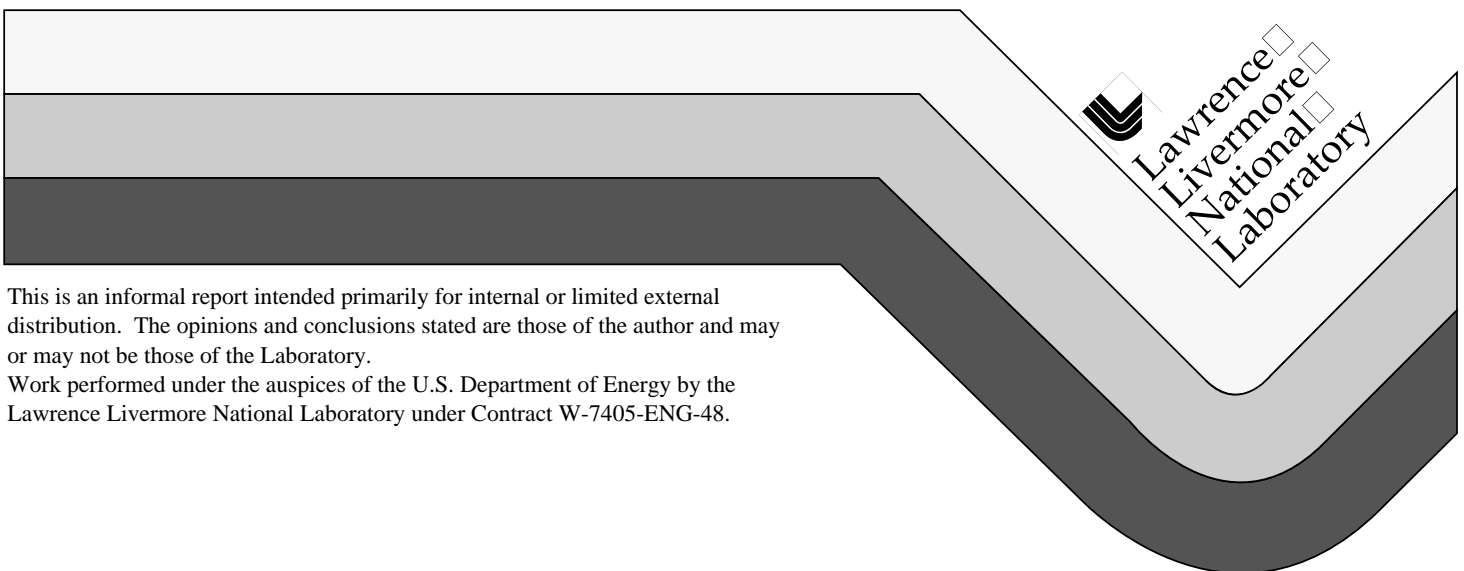 Lawrence
Livermore
National
Laboratory
This is an informal report intended primarily for internal or limited external
distribution.  The opinions and conclusions stated are those of the author and may
or may not be those of the Laboratory.
Work performed under the auspices of the U.S. Department of Energy by the
Lawrence Livermore National Laboratory under Contract W-7405-ENG-48.